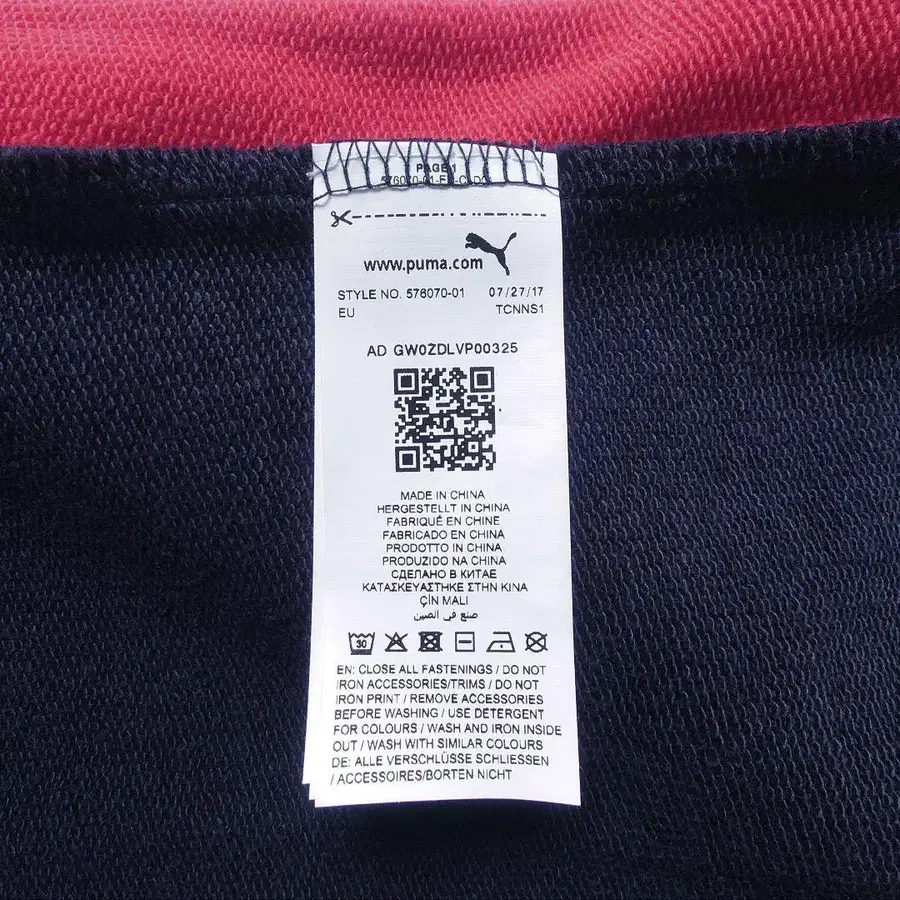 PAGE 1
www.puma.com
STYLE NO. 576070-01 07/27/17
EU TCNNS1
AD GW0ZDLVP00325
MADE IN CHINA
HERGESTELLT IN CHINA
FABRIQUÉ EN CHINE
FABRICADO EN CHINA
PRODOTTO IN CHINA
PRODUZIDO NA CHINA
СДЕЛАНО В КИТАЕ
ΚΑΤΑΣΚΕΥΑΣΤΗΚΕ ΣΤΗΝ ΚΙΝΑ
ÇİN MALI
صنع في الصين
30
EN: CLOSE ALL FASTENINGS / DO NOT
IRON ACCESSORIES/TRIMS / DO NOT
IRON PRINT / REMOVE ACCESSORIES
BEFORE WASHING / USE DETERGENT
FOR COLOURS / WASH AND IRON INSIDE
OUT / WASH WITH SIMILAR COLOURS
DE: ALLE VERSCHLÜSSE SCHLIESSEN
/ ACCESSOIRES/BORTEN NICHT